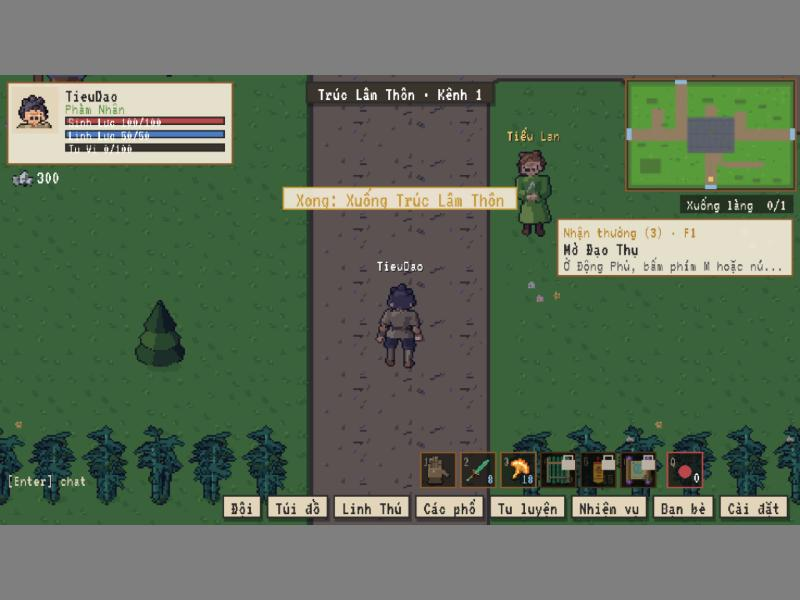 TieuDao
Phàm Nhân
Sinh Lực 100/100
Linh Lực 50/50
Tu Vi 0/100
300
Trúc Lâm Thôn · Kênh 1
Tiểu Lan
Xong: Xuống Trúc Lâm Thôn
Xuống làng 0/1
Nhận thưởng (3) · F1
Mở Đạo Thụ
Ở Động Phủ, bấm phím M hoặc nú...
TieuDao
1
2
8
3
18
Q
0
[Enter] chat
Đội
Túi đồ
Linh Thú
Các phổ
Tu luyện
Nhiệm vụ
Bạn bè
Cài đặt